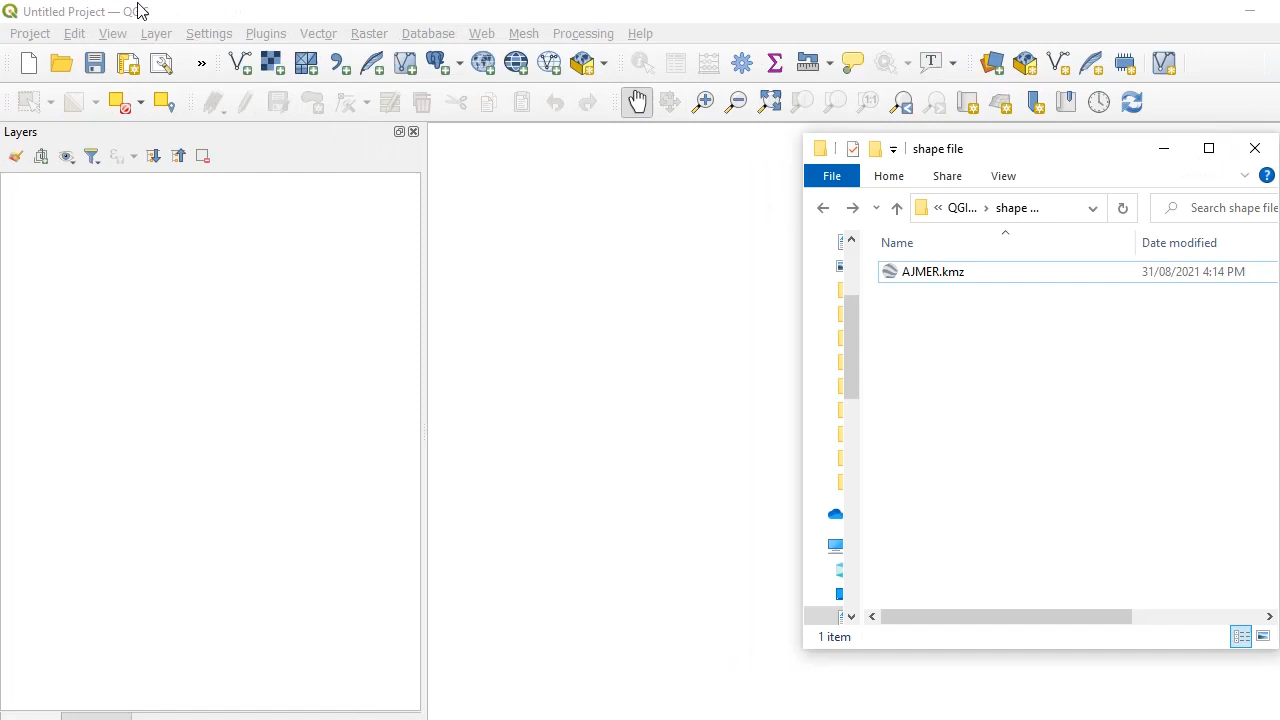 Untitled Project — QGIS
Project Edit View Layer Settings Plugins Vector Raster Database Web Mesh Processing Help
»
Layers
shape file
File Home Share View
« QGI... › shape ...
Search shape file
Name Date modified
AJMER.kmz 31/08/2021 4:14 PM
1 item